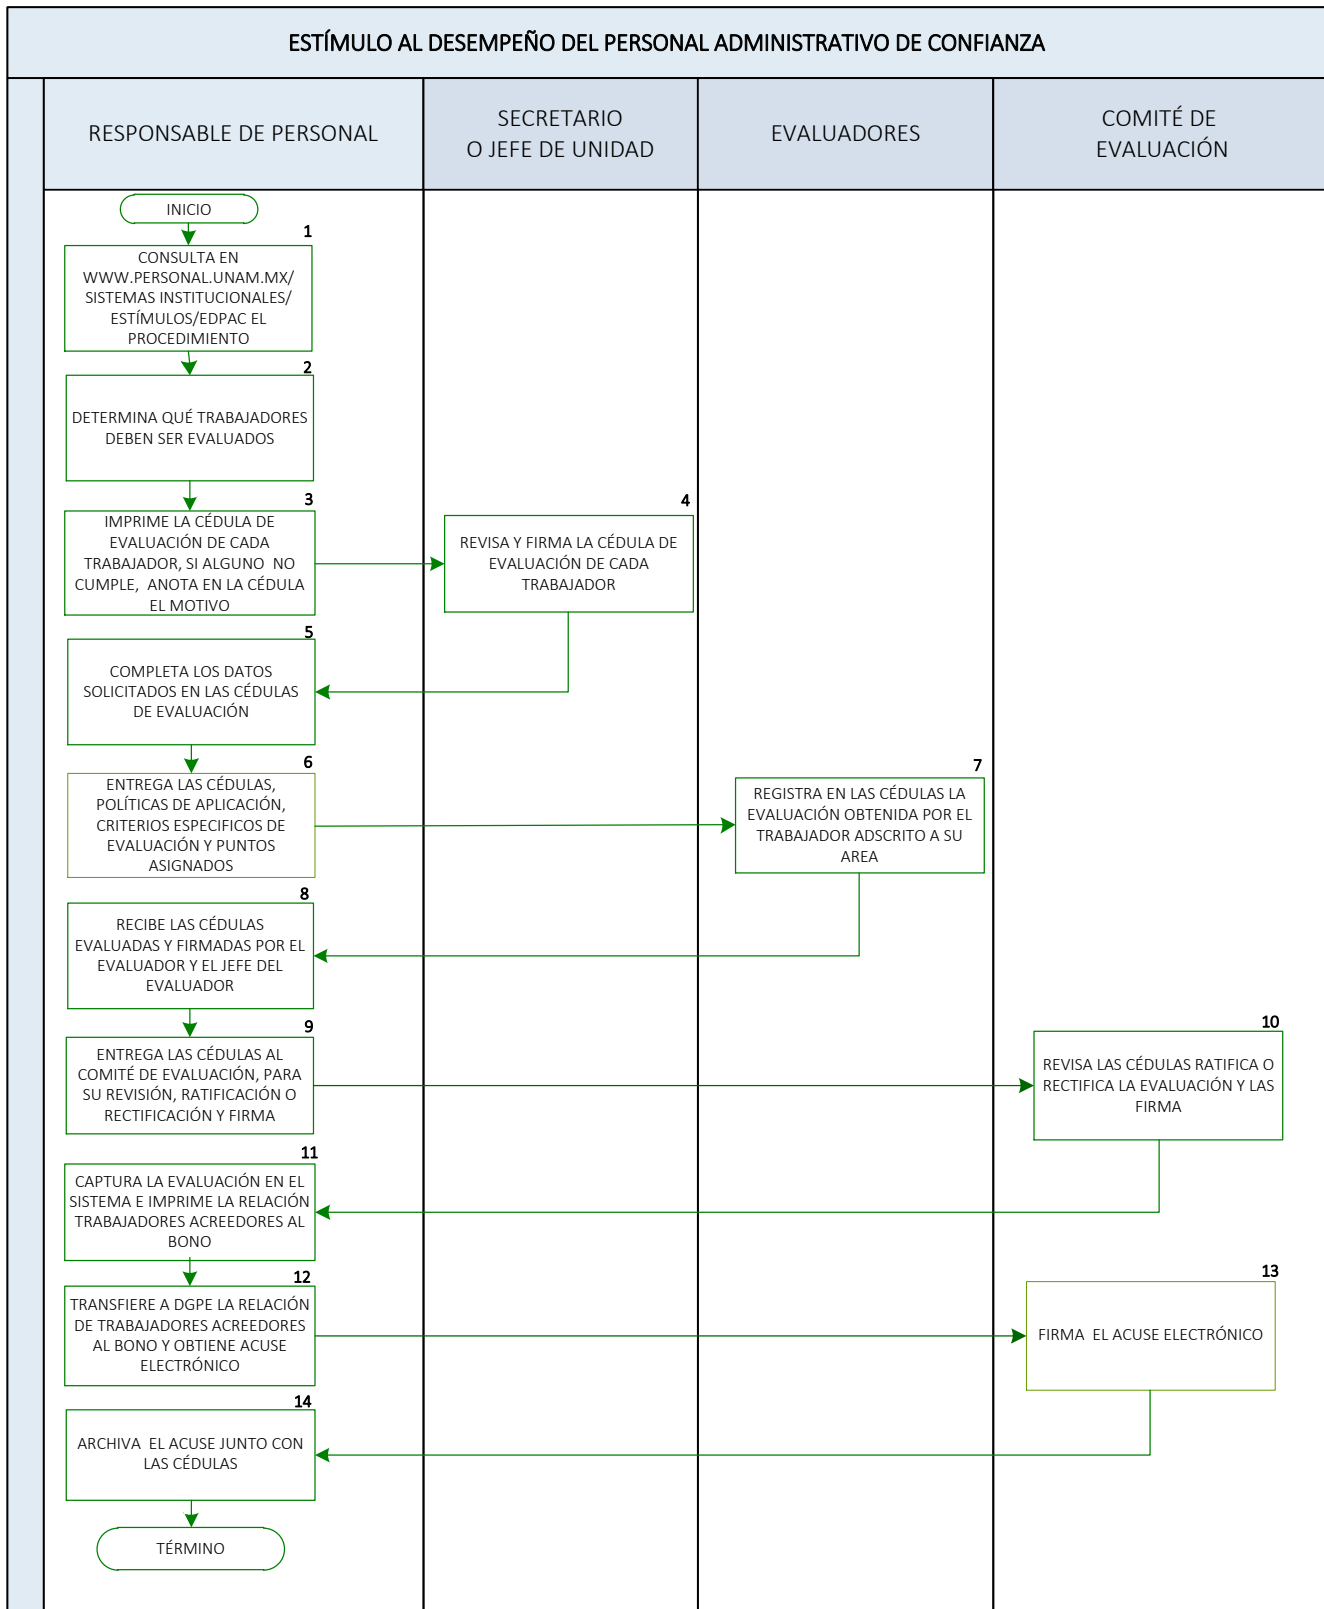 ESTÍMULO AL DESEMPEÑO DEL PERSONAL ADMINISTRATIVO DE CONFIANZA
RESPONSABLE DE PERSONAL
SECRETARIO
O JEFE DE UNIDAD
EVALUADORES
COMITÉ DE
EVALUACIÓN
INICIO
1
CONSULTA EN
WWW.PERSONAL.UNAM.MX/
SISTEMAS INSTITUCIONALES/
ESTÍMULOS/EDPAC EL
PROCEDIMIENTO
2
DETERMINA QUÉ TRABAJADORES
DEBEN SER EVALUADOS
3
IMPRIME LA CÉDULA DE
EVALUACIÓN DE CADA
TRABAJADOR, SI ALGUNO NO
CUMPLE, ANOTA EN LA CÉDULA
EL MOTIVO
4
REVISA Y FIRMA LA CÉDULA DE
EVALUACIÓN DE CADA
TRABAJADOR
5
COMPLETA LOS DATOS
SOLICITADOS EN LAS CÉDULAS
DE EVALUACIÓN
6
ENTREGA LAS CÉDULAS,
POLÍTICAS DE APLICACIÓN,
CRITERIOS ESPECIFICOS DE
EVALUACIÓN Y PUNTOS
ASIGNADOS
7
REGISTRA EN LAS CÉDULAS LA
EVALUACIÓN OBTENIDA POR EL
TRABAJADOR ADSCRITO A SU
AREA
8
RECIBE LAS CÉDULAS
EVALUADAS Y FIRMADAS POR EL
EVALUADOR Y EL JEFE DEL
EVALUADOR
9
ENTREGA LAS CÉDULAS AL
COMITÉ DE EVALUACIÓN, PARA
SU REVISIÓN, RATIFICACIÓN O
RECTIFICACIÓN Y FIRMA
10
REVISA LAS CÉDULAS RATIFICA O
RECTIFICA LA EVALUACIÓN Y LAS
FIRMA
11
CAPTURA LA EVALUACIÓN EN EL
SISTEMA E IMPRIME LA RELACIÓN
TRABAJADORES ACREEDORES AL
BONO
12
TRANSFIERE A DGPE LA RELACIÓN
DE TRABAJADORES ACREEDORES
AL BONO Y OBTIENE ACUSE
ELECTRÓNICO
13
FIRMA EL ACUSE ELECTRÓNICO
14
ARCHIVA EL ACUSE JUNTO CON
LAS CÉDULAS
TÉRMINO